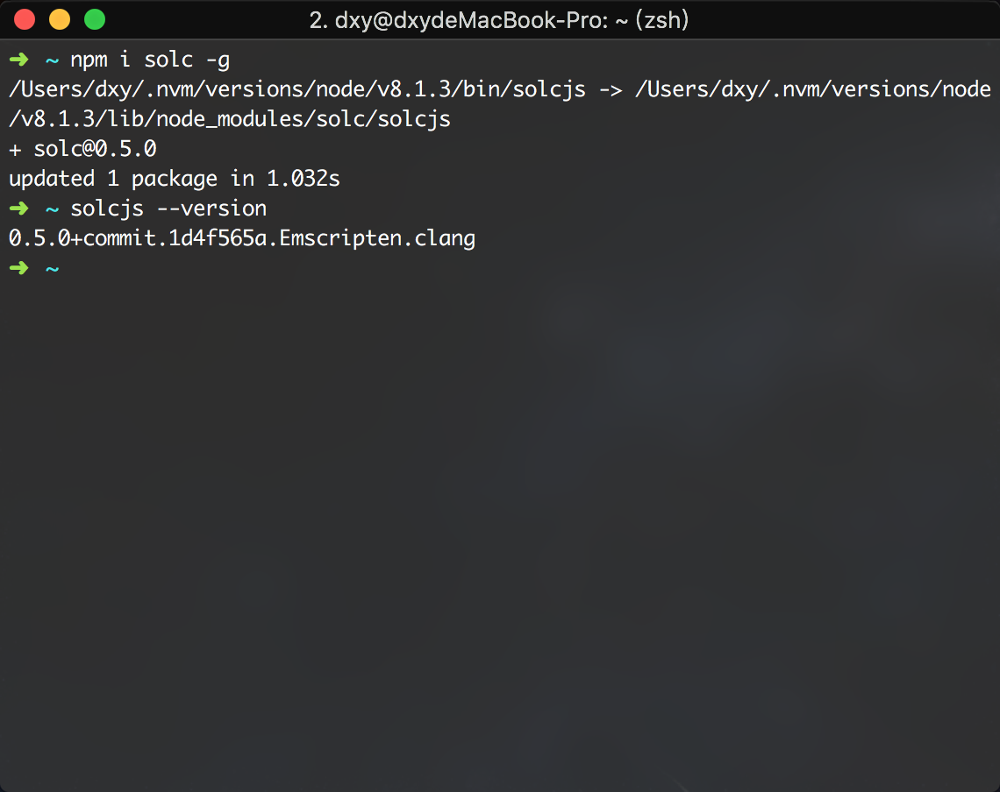 2. dxy@dxydeMacBook-Pro: ~ (zsh)
➜ ~ npm i solc -g
/Users/dxy/.nvm/versions/node/v8.1.3/bin/solcjs -> /Users/dxy/.nvm/versions/node
/v8.1.3/lib/node_modules/solc/solcjs
+ solc@0.5.0
updated 1 package in 1.032s
➜ ~ solcjs --version
0.5.0+commit.1d4f565a.Emscripten.clang
➜ ~